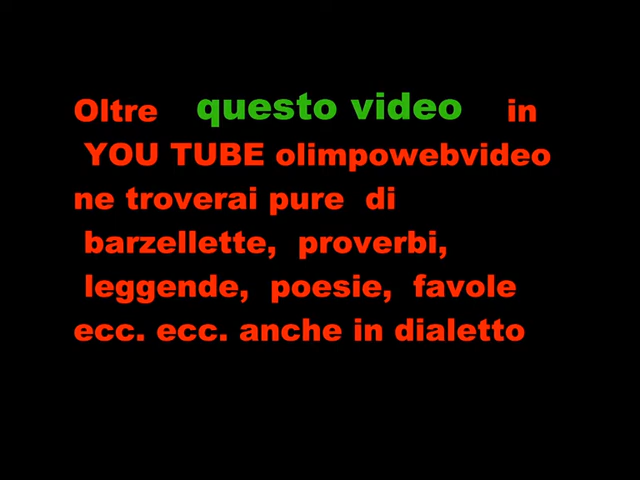 Oltre questo video in
YOU TUBE olimpowebvideo
ne troverai pure di
barzellette, proverbi,
leggende, poesie, favole
ecc. ecc. anche in dialetto